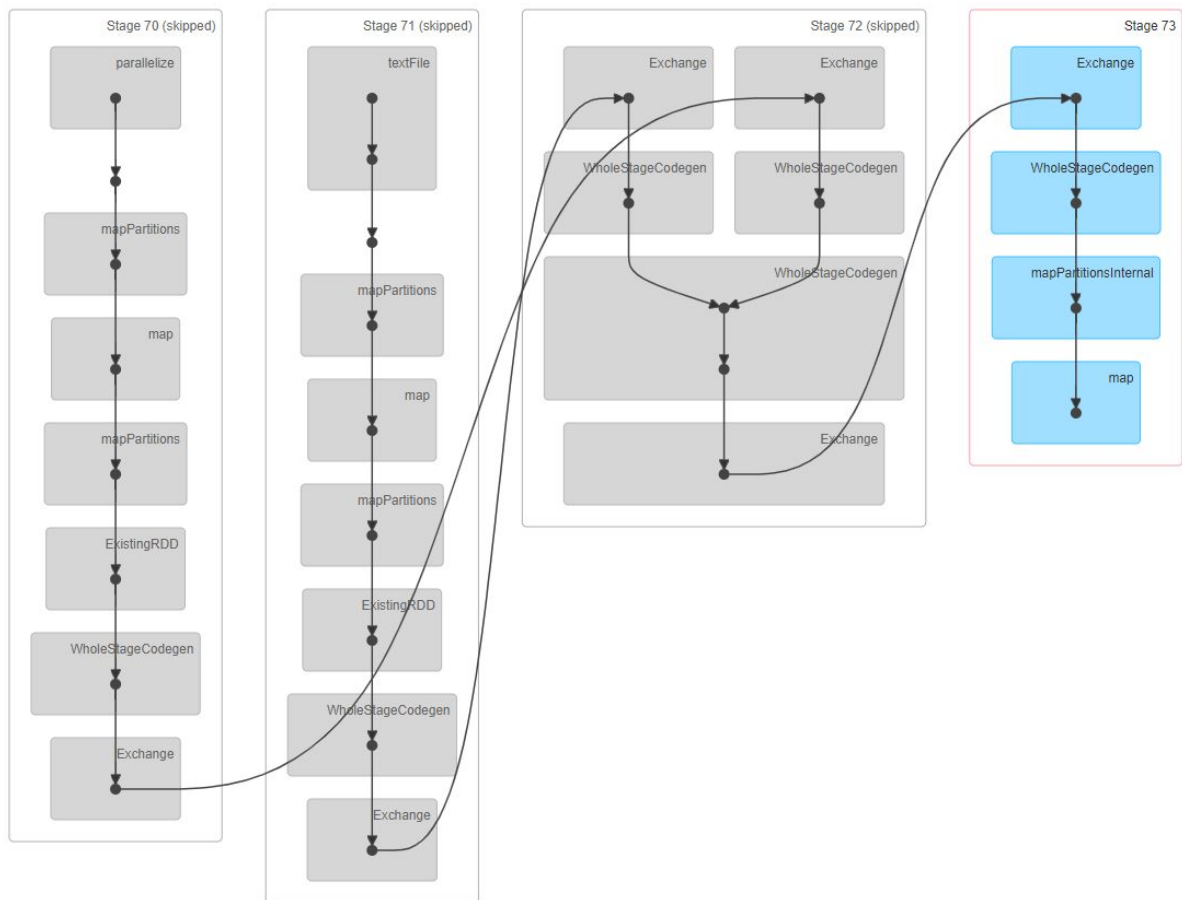 Stage 70 (skipped)
parallelize
mapPartitions
map
mapPartitions
ExistingRDD
WholeStageCodegen
Exchange
Stage 71 (skipped)
textFile
mapPartitions
map
mapPartitions
ExistingRDD
WholeStageCodegen
Exchange
Stage 72 (skipped)
Exchange
Exchange
WholeStageCodegen
WholeStageCodegen
WholeStageCodegen
Exchange
Stage 73
Exchange
WholeStageCodegen
mapPartitionsInternal
map